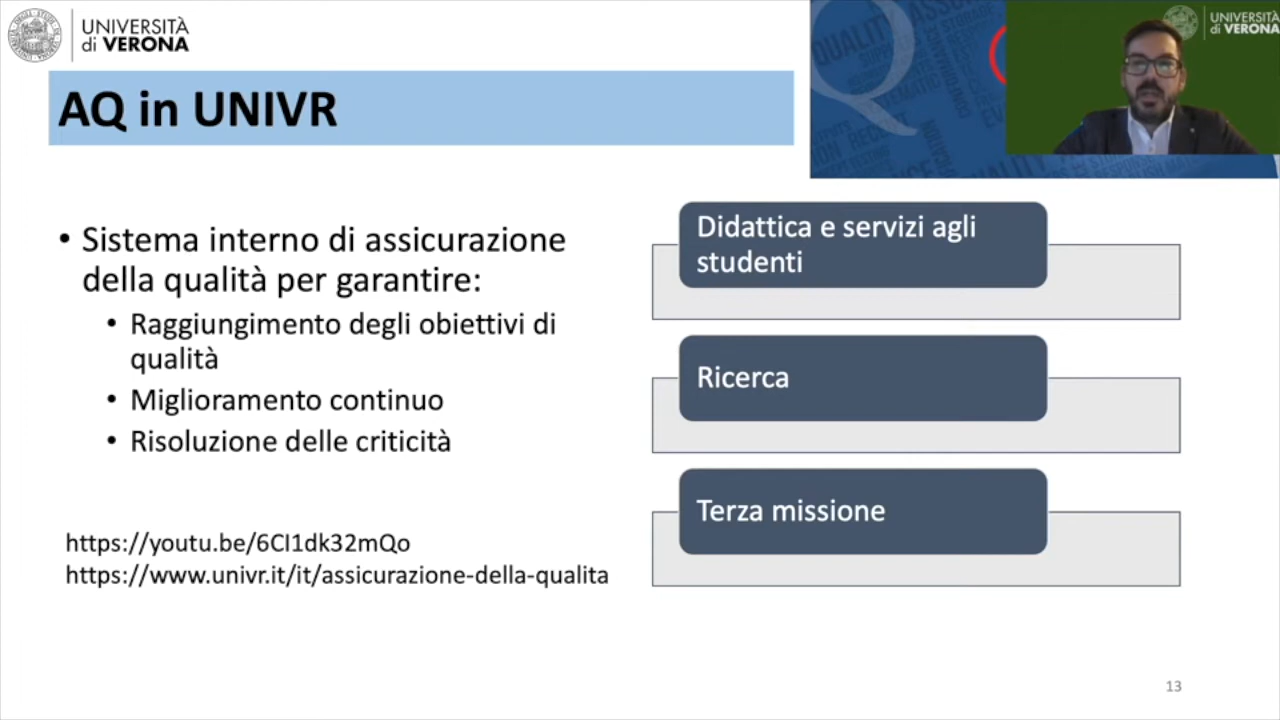 UNIVERSITÀ
di VERONA
AQ in UNIVR
UNIVERSITÀ
di VERONA
• Sistema interno di assicurazione
della qualità per garantire:
• Raggiungimento degli obiettivi di
qualità
• Miglioramento continuo
• Risoluzione delle criticità
https://youtu.be/6CI1dk32mQo
https://www.univr.it/it/assicurazione-della-qualita
Didattica e servizi agli
studenti
Ricerca
Terza missione
13